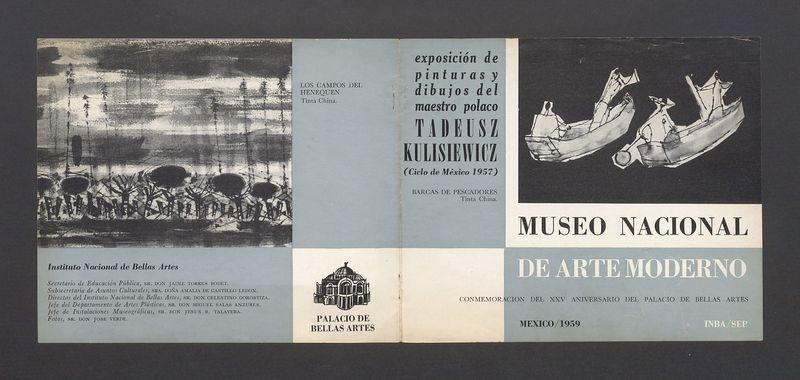 LOS CAMPOS DEL
HENEQUEN
Tinta China.
Instituto Nacional de Bellas Artes
Secretario de Educación Pública, SR. DON JAIME TORRES BODET.
Subsecretaria de Asuntos Culturales, SRA. DOÑA AMALIA DE CASTILLO LEDON.
Director del Instituto Nacional de Bellas Artes, SR. DON CELESTINO GOROSTIZA.
Jefe del Departamento de Artes Plásticas, SR. DON MIGUEL SALAS ANZURES.
Jefe de Instalaciones Museográficas, SR. DON JESUS R. TALAVERA.
Fotos, SR. DON JOSE VERDE.
PALACIO DE
BELLAS ARTES
exposición de
pinturas y
dibujos del
maestro polaco
TADEUSZ
KULISIEWICZ
(Ciclo de México 1957)
BARCAS DE PESCADORES
Tinta China.
MUSEO NACIONAL
DE ARTE MODERNO
CONMEMORACION DEL XXV ANIVERSARIO DEL PALACIO DE BELLAS ARTES
MEXICO/1959
INBA/SEP